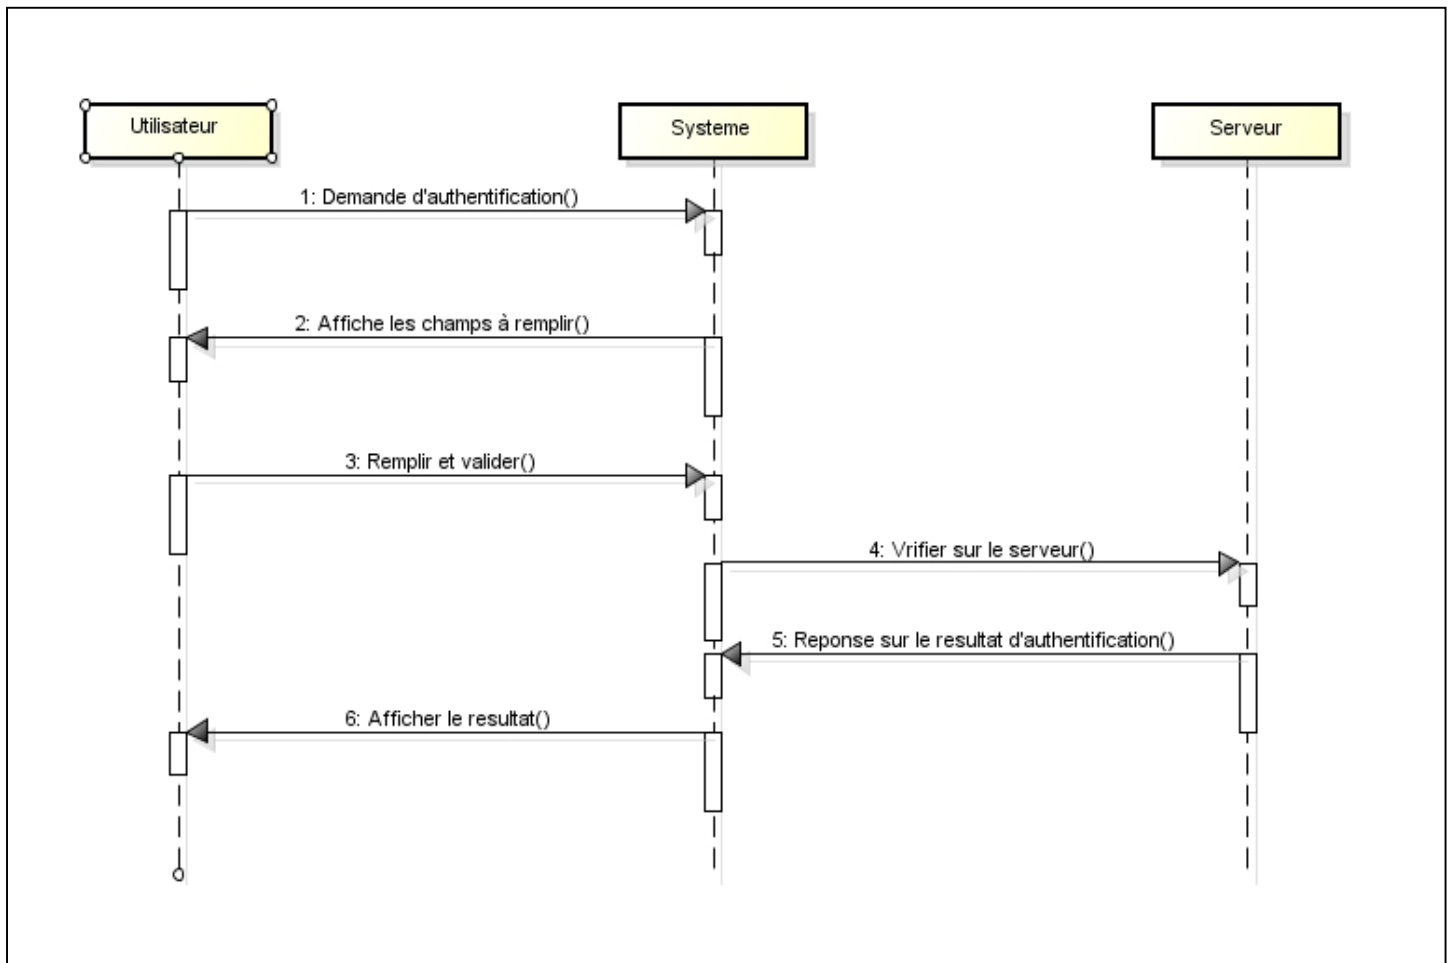 Utilisateur
Systeme
Serveur
1: Demande d'authentification()
2: Affiche les champs à remplir()
3: Remplir et valider()
4: Vrifier sur le serveur()
5: Reponse sur le resultat d'authentification()
6: Afficher le resultat()